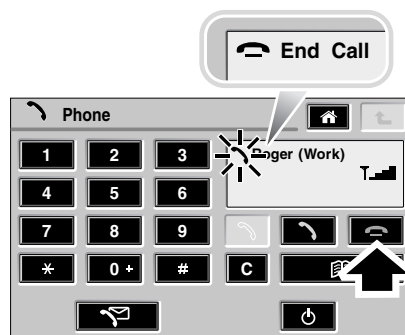 End Call
Phone
Roger (Work)
1 2 3
4 5 6
7 8 9
* 0 + # C